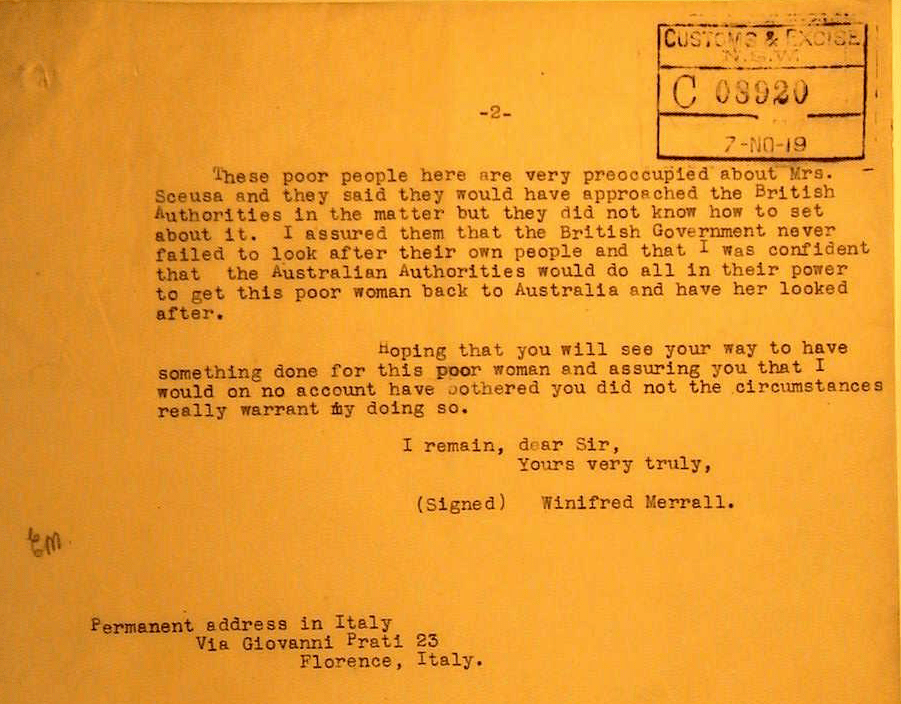 CUSTOMS & EXCISE
N.S.W.
C 08920
7-NO-19
-2-
These poor people here are very preoccupied about Mrs.
Sceusa and they said they would have approached the British
Authorities in the matter but they did not know how to set
about it. I assured them that the British Government never
failed to look after their own people and that I was confident
that the Australian Authorities would do all in their power
to get this poor woman back to Australia and have her looked
after.
Hoping that you will see your way to have
something done for this poor woman and assuring you that I
would on no account have bothered you did not the circumstances
really warrant my doing so.
I remain, dear Sir,
Yours very truly,
(Signed) Winifred Merrall.
EM.
Permanent address in Italy
Via Giovanni Prati 23
Florence, Italy.